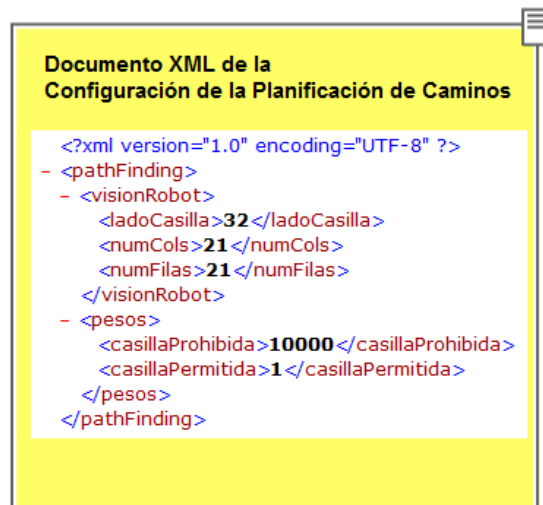 Documento XML de la
Configuración de la Planificación de Caminos
<?xml version="1.0" encoding="UTF-8" ?>
- <pathFinding>
- <visionRobot>
<ladoCasilla>32</ladoCasilla>
<numCols>21</numCols>
<numFilas>21</numFilas>
</visionRobot>
- <pesos>
<casillaProhibida>10000</casillaProhibida>
<casillaPermitida>1</casillaPermitida>
</pesos>
</pathFinding>